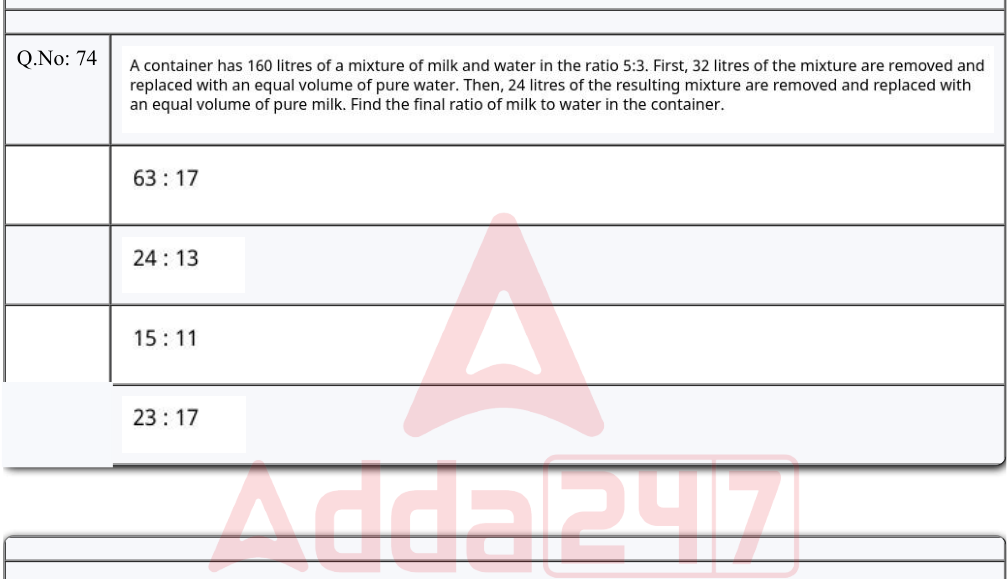 Q.No: 74
A container has 160 litres of a mixture of milk and water in the ratio 5:3. First, 32 litres of the mixture are removed and
replaced with an equal volume of pure water. Then, 24 litres of the resulting mixture are removed and replaced with
an equal volume of pure milk. Find the final ratio of milk to water in the container.
63 : 17
24 : 13
15 : 11
23 : 17
Adda247